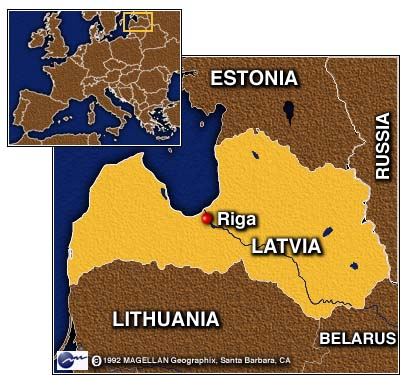 ESTONIA
RUSSIA
Riga
LATVIA
LITHUANIA
BELARUS
© 1992 MAGELLAN Geographix, Santa Barbara, CA